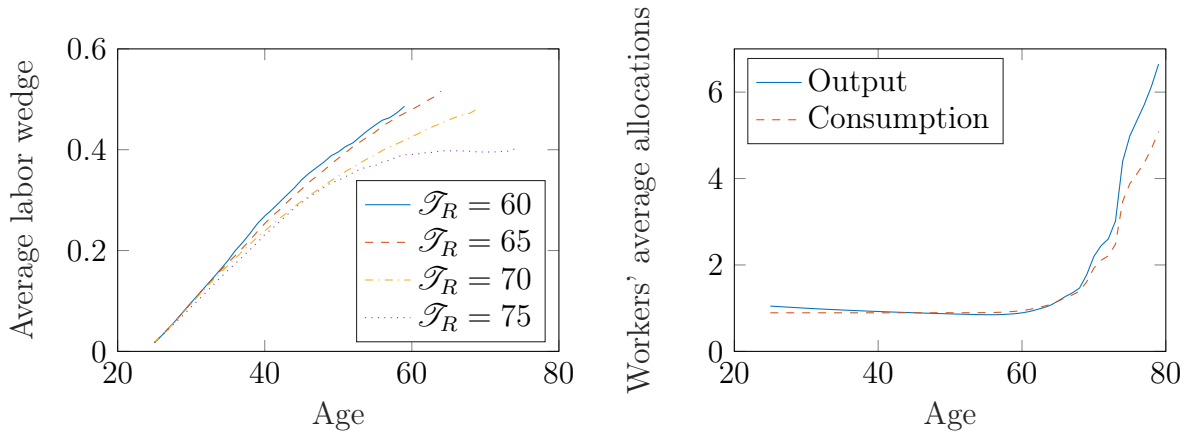 Average labor wedge
0.6
0.4
0.2
0
20
40
60
80
Age
𝒯_R = 60
𝒯_R = 65
𝒯_R = 70
𝒯_R = 75
Workers' average allocations
6
4
2
0
20
40
60
80
Age
Output
Consumption